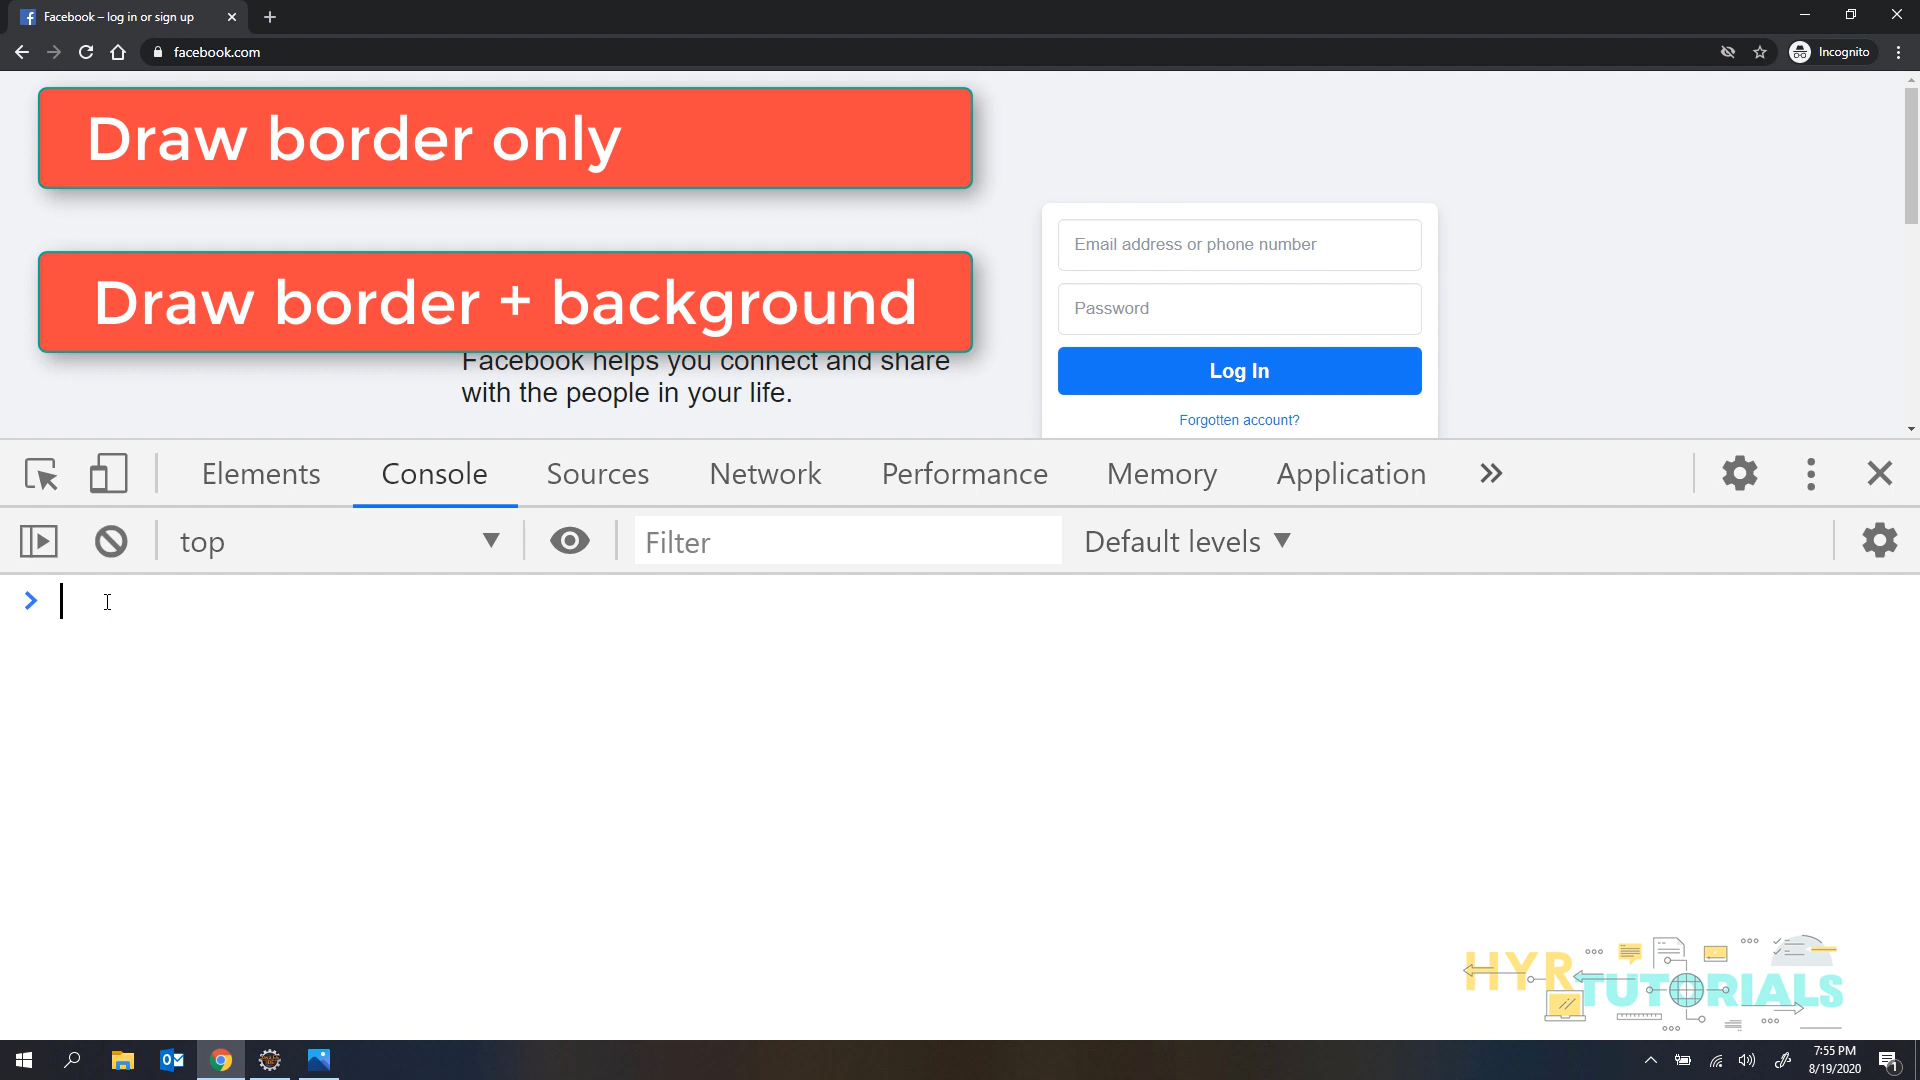 Facebook – log in or sign up
facebook.com
Incognito
Draw border only
Draw border + background
Facebook helps you connect and share
with the people in your life.
Email address or phone number
Password
Log In
Forgotten account?
Elements
Console
Sources
Network
Performance
Memory
Application
top
Filter
Default levels
HYR
TUTORIALS
7:55 PM
8/19/2020
1